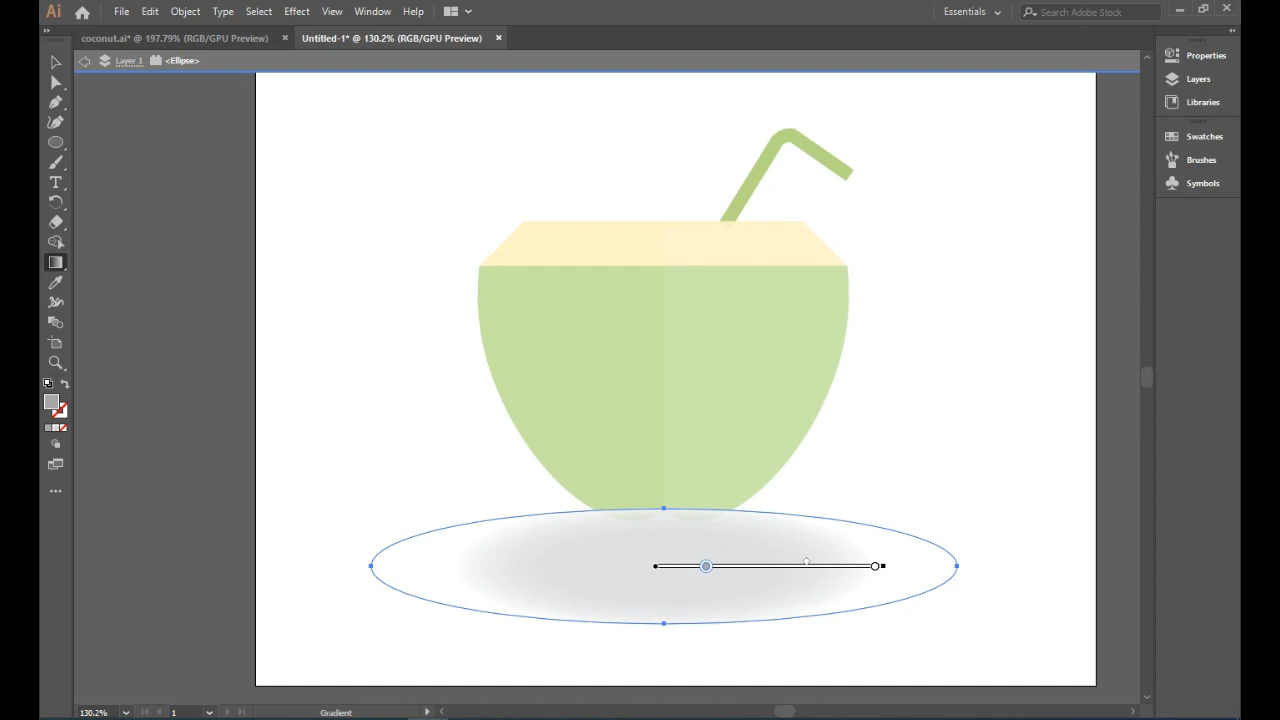 Ai File Edit Object Type Select Effect View Window Help Essentials Search Adobe Stock
coconut.ai* @ 197.79% (RGB/GPU Preview) Untitled-1* @ 130.2% (RGB/GPU Preview)
Layer 1 <Ellipse>
Properties
Layers
Libraries
Swatches
Brushes
Symbols
130.2% 1 Gradient